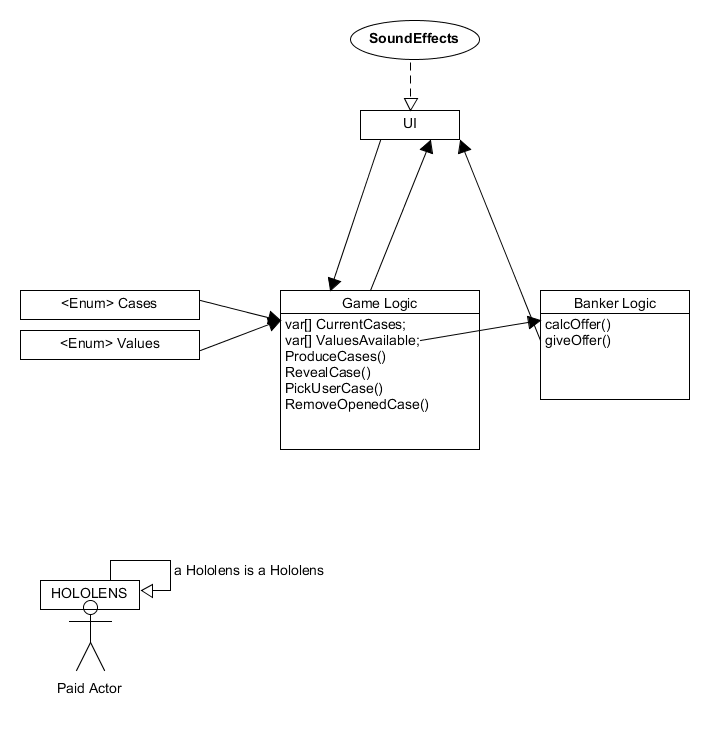 SoundEffects
UI
<Enum> Cases
<Enum> Values
Game Logic
var[] CurrentCases;
var[] ValuesAvailable;
ProduceCases()
RevealCase()
PickUserCase()
RemoveOpenedCase()
Banker Logic
calcOffer()
giveOffer()
a Hololens is a Hololens
HOLOLENS
Paid Actor